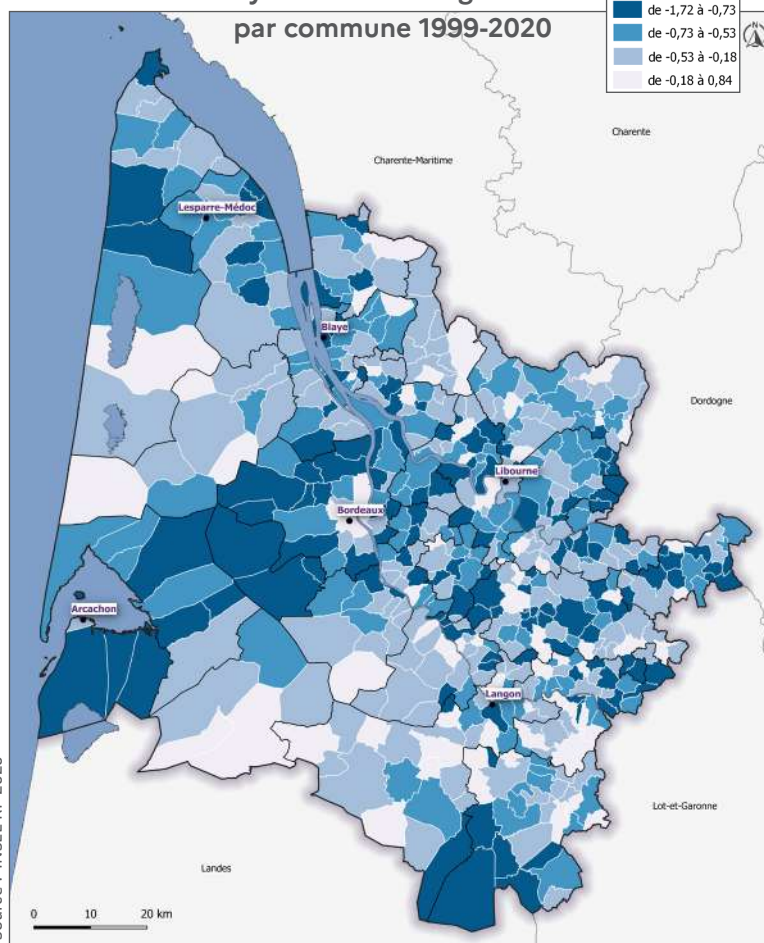 par commune 1999-2020
de -1,72 à -0,73
de -0,73 à -0,53
de -0,53 à -0,18
de -0,18 à 0,84
N
Charente
Charente-Maritime
Lesparre-Médoc
Blaye
Dordogne
Libourne
Bordeaux
Arcachon
Langon
Lot-et-Garonne
Landes
0 10 20 km